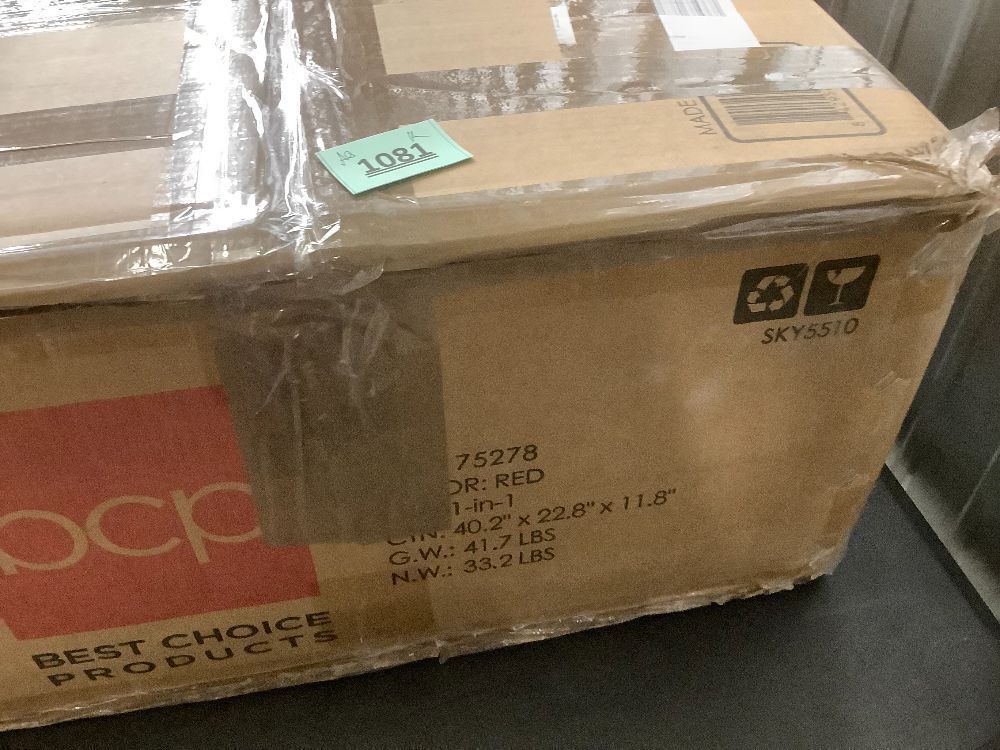 MADE
1081
SKY5510
75278
OR: RED
1-in-1
CTN: 40.2" x 22.8" x 11.8"
G.W.: 41.7 LBS
N.W.: 33.2 LBS
bcp
BEST CHOICE
PRODUCTS